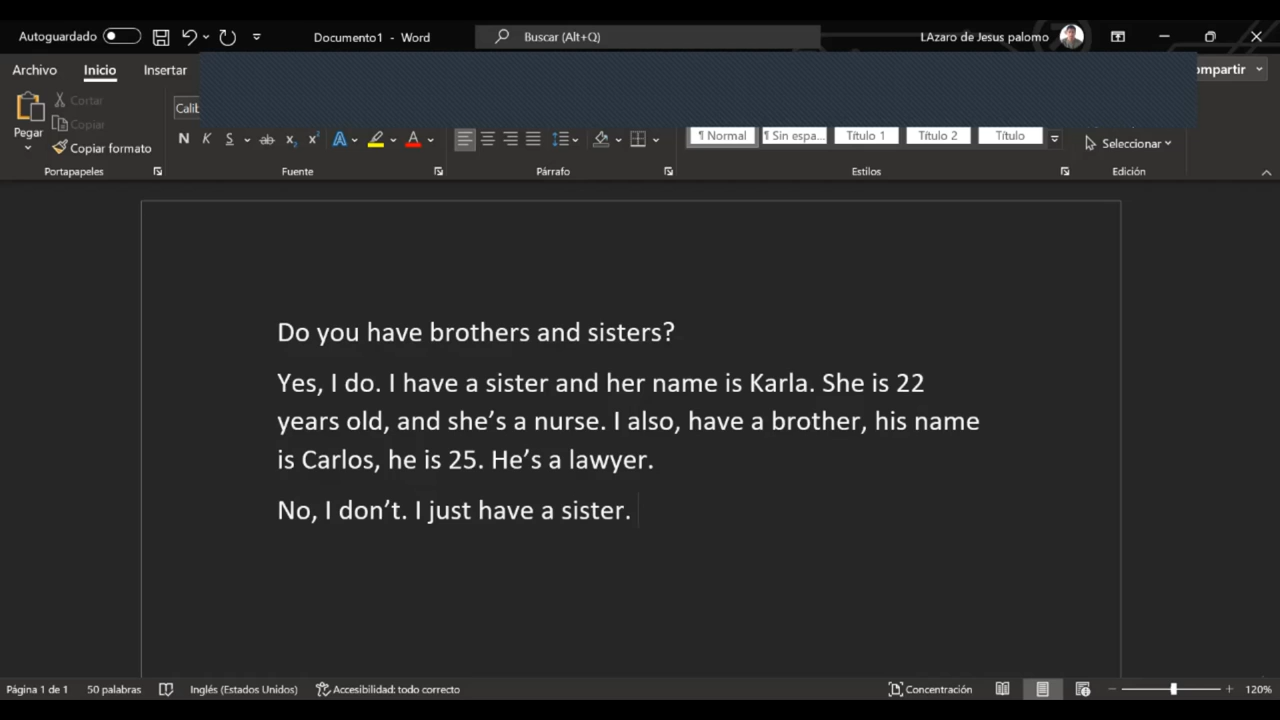 Autoguardado Documento1 - Word Buscar (Alt+Q) LAzaro de Jesus palomo
Archivo Inicio Insertar
Pegar Cortar
Copiar
Copiar formato
N K S ab x₂ x² A A
¶ Normal ¶ Sin espa... Título 1 Título 2 Título
Seleccionar
Portapapeles Fuente Párrafo Estilos Edición
Do you have brothers and sisters?
Yes, I do. I have a sister and her name is Karla. She is 22
years old, and she’s a nurse. I also, have a brother, his name
is Carlos, he is 25. He’s a lawyer.
No, I don’t. I just have a sister.
Página 1 de 1 50 palabras Inglés (Estados Unidos) Accesibilidad: todo correcto Concentración 120%